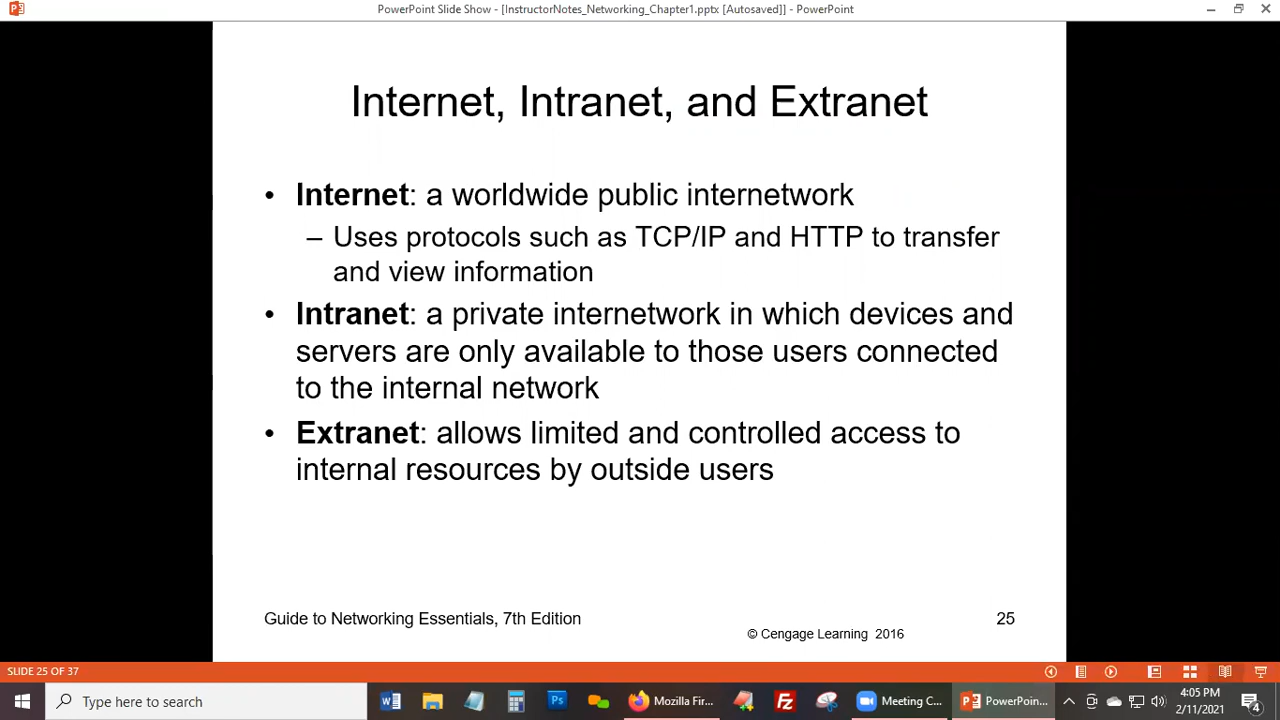 PowerPoint Slide Show - [InstructorNotes_Networking_Chapter1.pptx [Autosaved]] - PowerPoint
Internet, Intranet, and Extranet
• Internet: a worldwide public internetwork
– Uses protocols such as TCP/IP and HTTP to transfer
and view information
• Intranet: a private internetwork in which devices and
servers are only available to those users connected
to the internal network
• Extranet: allows limited and controlled access to
internal resources by outside users
Guide to Networking Essentials, 7th Edition
© Cengage Learning 2016
25
SLIDE 25 OF 37
Type here to search
Mozilla Fir...
Meeting C...
PowerPoin...
4:05 PM
2/11/2021
4